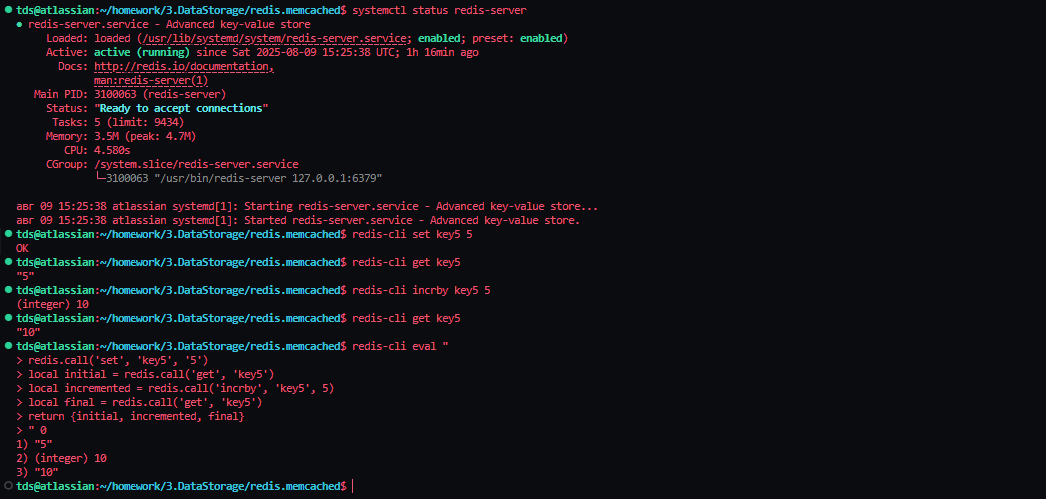 tds@atlassian:~/homework/3.DataStorage/redis.memcached$ systemctl status redis-server
● redis-server.service - Advanced key-value store
Loaded: loaded (/usr/lib/systemd/system/redis-server.service; enabled; preset: enabled)
Active: active (running) since Sat 2025-08-09 15:25:38 UTC; 1h 16min ago
Docs: http://redis.io/documentation,
man:redis-server(1)
Main PID: 3100063 (redis-server)
Status: "Ready to accept connections"
Tasks: 5 (limit: 9434)
Memory: 3.5M (peak: 4.7M)
CPU: 4.580s
CGroup: /system.slice/redis-server.service
└─3100063 "/usr/bin/redis-server 127.0.0.1:6379"
авг 09 15:25:38 atlassian systemd[1]: Starting redis-server.service - Advanced key-value store...
авг 09 15:25:38 atlassian systemd[1]: Started redis-server.service - Advanced key-value store.
tds@atlassian:~/homework/3.DataStorage/redis.memcached$ redis-cli set key5 5
OK
tds@atlassian:~/homework/3.DataStorage/redis.memcached$ redis-cli get key5
"5"
tds@atlassian:~/homework/3.DataStorage/redis.memcached$ redis-cli incrby key5 5
(integer) 10
tds@atlassian:~/homework/3.DataStorage/redis.memcached$ redis-cli get key5
"10"
tds@atlassian:~/homework/3.DataStorage/redis.memcached$ redis-cli eval "
> redis.call('set', 'key5', '5')
> local initial = redis.call('get', 'key5')
> local incremented = redis.call('incrby', 'key5', 5)
> local final = redis.call('get', 'key5')
> return {initial, incremented, final}
> " 0
1) "5"
2) (integer) 10
3) "10"
tds@atlassian:~/homework/3.DataStorage/redis.memcached$